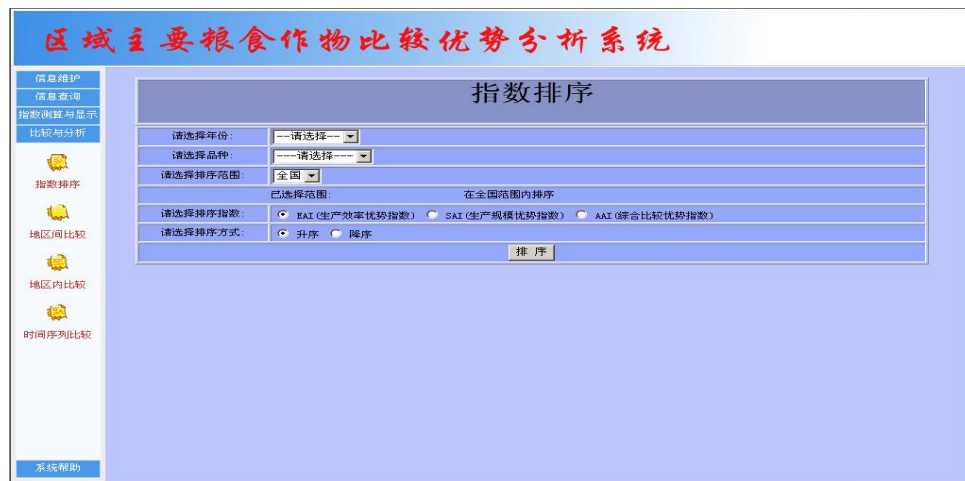 区域主要粮食作物比较优势分析系统
信息维护
信息查询
指数测算与显示
比较与分析
指数排序
地区间比较
地区内比较
时间序列比较
系统帮助
指数排序
请选择年份: --请选择--
请选择品种: ---请选择---
请选择排序范围: 全国
已选择范围: 在全国范围内排序
请选择排序指数: EAI(生产效率优势指数) SAI(生产规模优势指数) AAI(综合比较优势指数)
请选择排序方式: 升序 降序
排 序